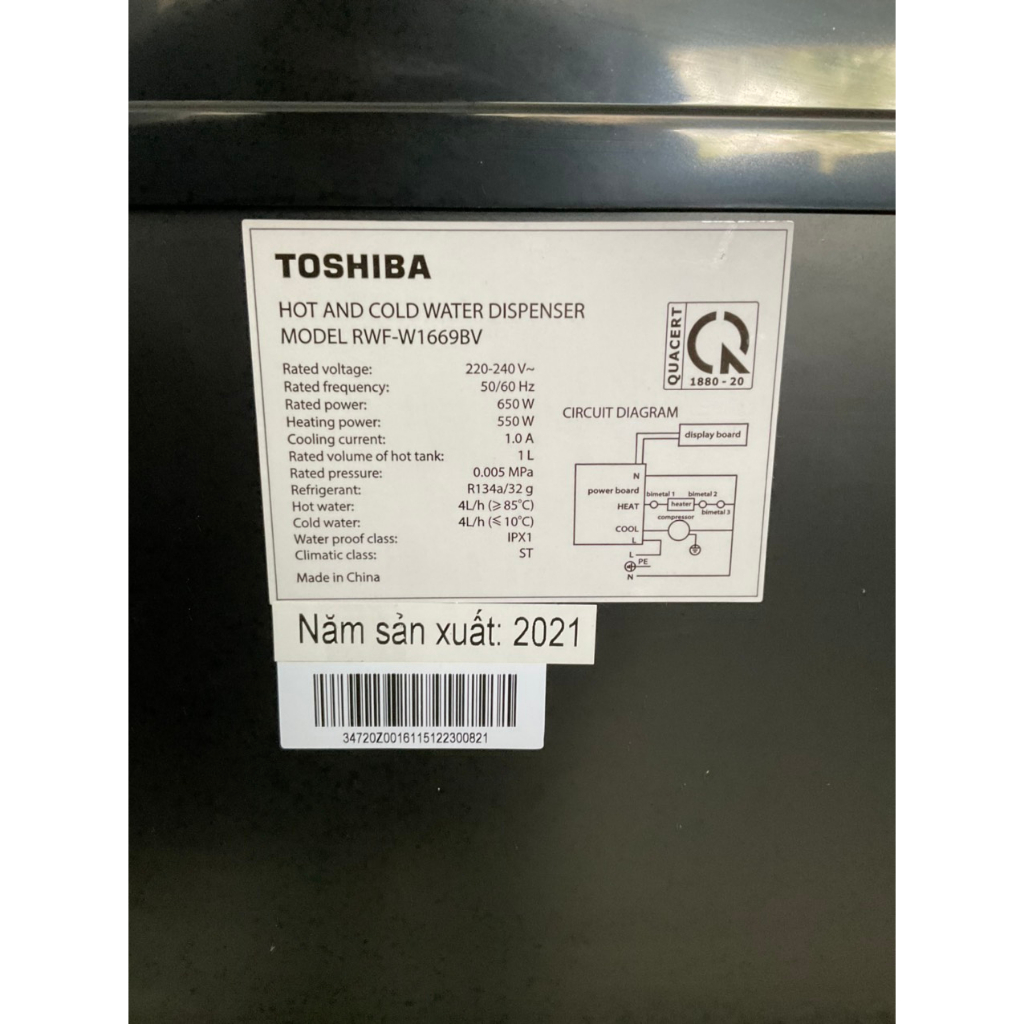 TOSHIBA
HOT AND COLD WATER DISPENSER
MODEL RWF-W1669BV
Rated voltage: 220-240 V~
Rated frequency: 50/60 Hz
Rated power: 650 W
Heating power: 550 W
Cooling current: 1.0 A
Rated volume of hot tank: 1 L
Rated pressure: 0.005 MPa
Refrigerant: R134a/32 g
Hot water: 4L/h (≥85°C)
Cold water: 4L/h (≤10°C)
Water proof class: IPX1
Climatic class: ST
Made in China
QUACERT
1880 - 20
CIRCUIT DIAGRAM
display board
N
power board
bimetal 1
bimetal 2
HEAT
heater
bimetal 3
compressor
COOL
L
L
PE
N
Năm sản xuất: 2021
34720Z0016115122300821